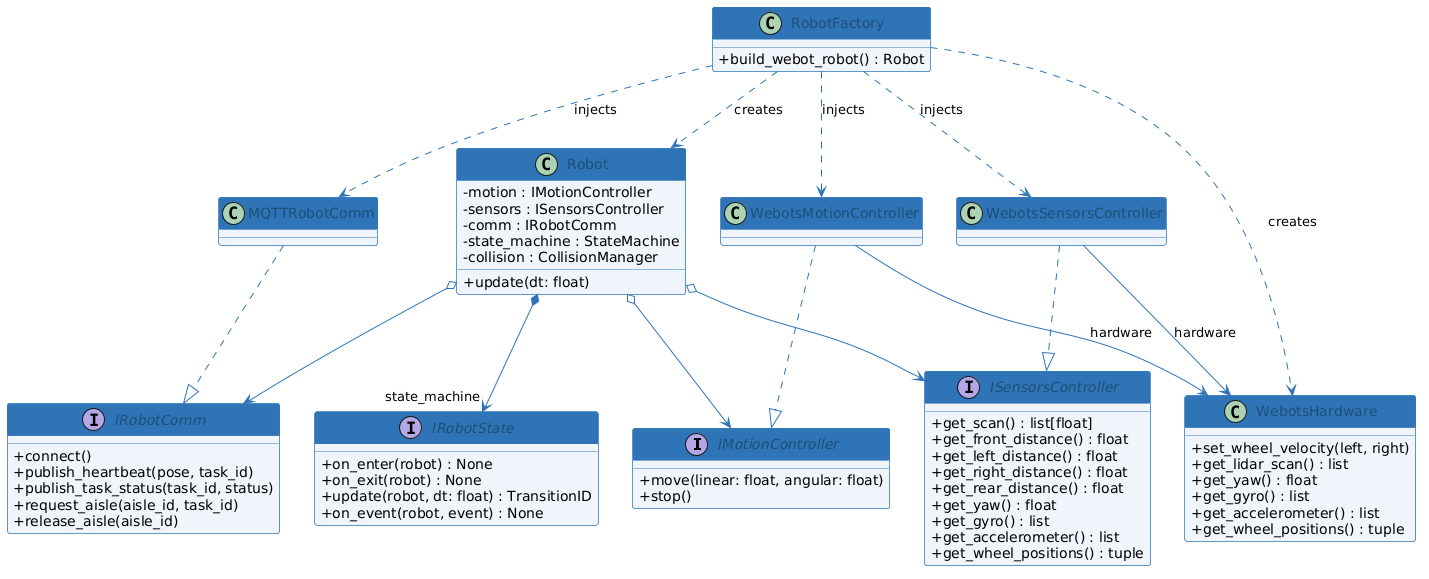 C RobotFactory
+build_webot_robot() : Robot
injects
creates
injects
injects
creates
C MQTTRobotComm
C Robot
-motion : IMotionController
-sensors : ISensorsController
-comm : IRobotComm
-state_machine : StateMachine
-collision : CollisionManager
+update(dt: float)
C WebotsMotionController
C WebotsSensorsController
hardware
hardware
state_machine
I IRobotComm
+connect()
+publish_heartbeat(pose, task_id)
+publish_task_status(task_id, status)
+request_aisle(aisle_id, task_id)
+release_aisle(aisle_id)
I IRobotState
+on_enter(robot) : None
+on_exit(robot) : None
+update(robot, dt: float) : TransitionID
+on_event(robot, event) : None
I IMotionController
+move(linear: float, angular: float)
+stop()
I ISensorsController
+get_scan() : list[float]
+get_front_distance() : float
+get_left_distance() : float
+get_right_distance() : float
+get_rear_distance() : float
+get_yaw() : float
+get_gyro() : list
+get_accelerometer() : list
+get_wheel_positions() : tuple
C WebotsHardware
+set_wheel_velocity(left, right)
+get_lidar_scan() : list
+get_yaw() : float
+get_gyro() : list
+get_accelerometer() : list
+get_wheel_positions() : tuple